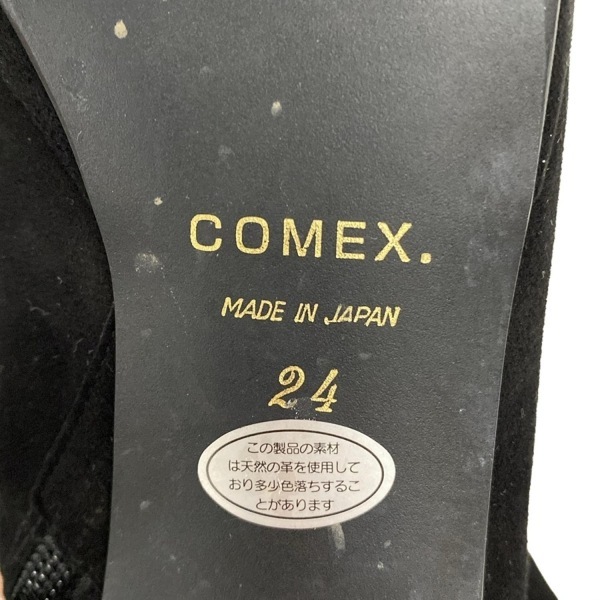 COMEX.
MADE IN JAPAN
24
この製品の素材
は天然の革を使用して
おり多少色落ちするこ
とがあります